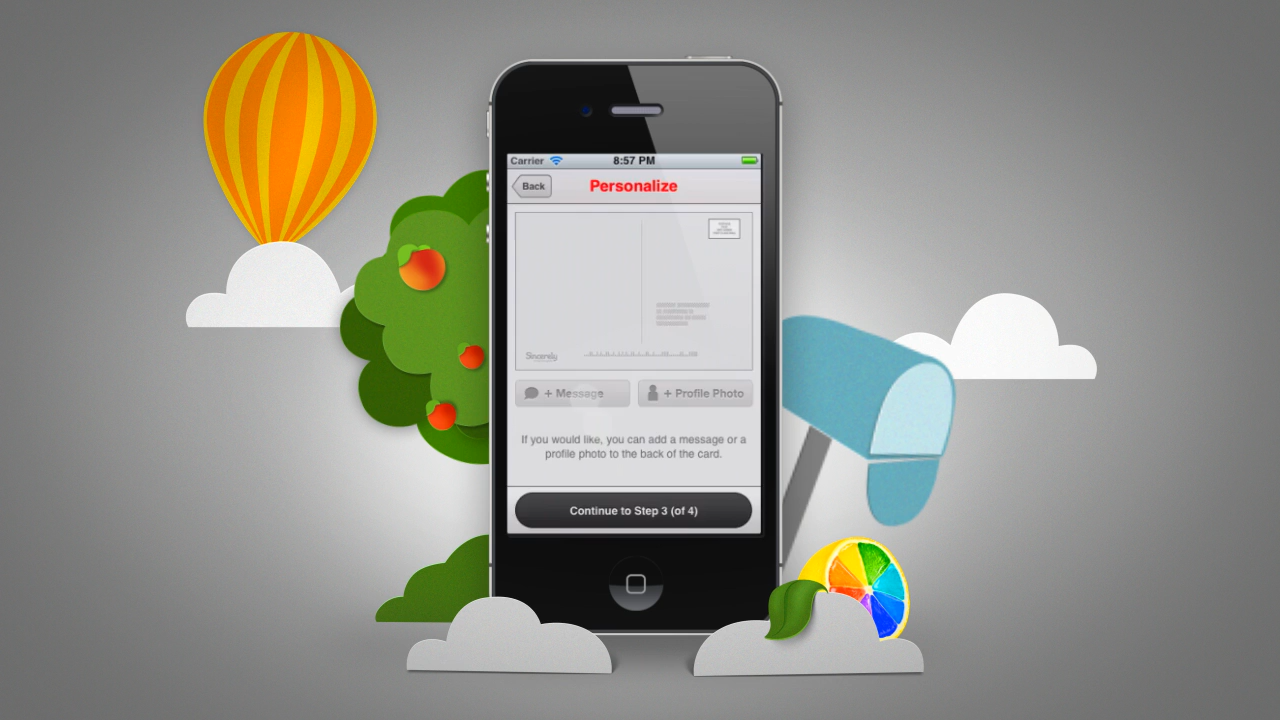 Carrier
8:57 PM
Back
Personalize
Sincerely
+ Message
+ Profile Photo
If you would like, you can add a message or a
profile photo to the back of the card.
Continue to Step 3 (of 4)